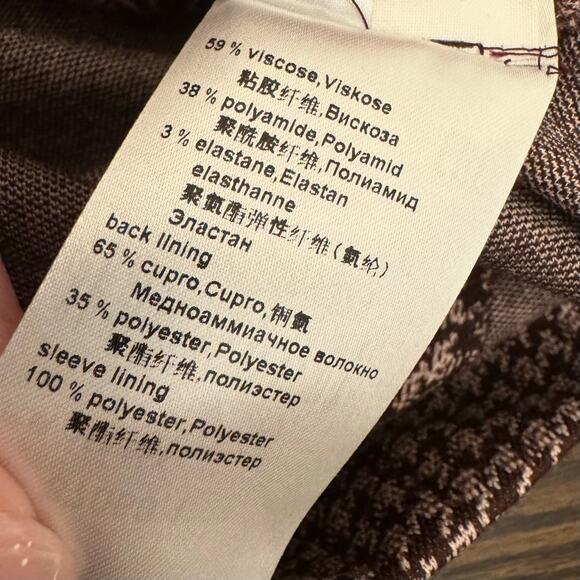 59 % viscose,Viskose
粘胶纤维,Вискоза
38 % polyamide,Polyamid
聚酰胺纤维,Полиамид
3 % elastane,Elastan
elasthanne
聚氨酯弹性纤维(氨纶)
Эластан
back lining
65 % cupro,Cupro,铜氨
Медноаммиачное волокно
35 % polyester,Polyester
聚酯纤维,полиэстер
sleeve lining
100 % polyester,Polyester
聚酯纤维,полиэстер